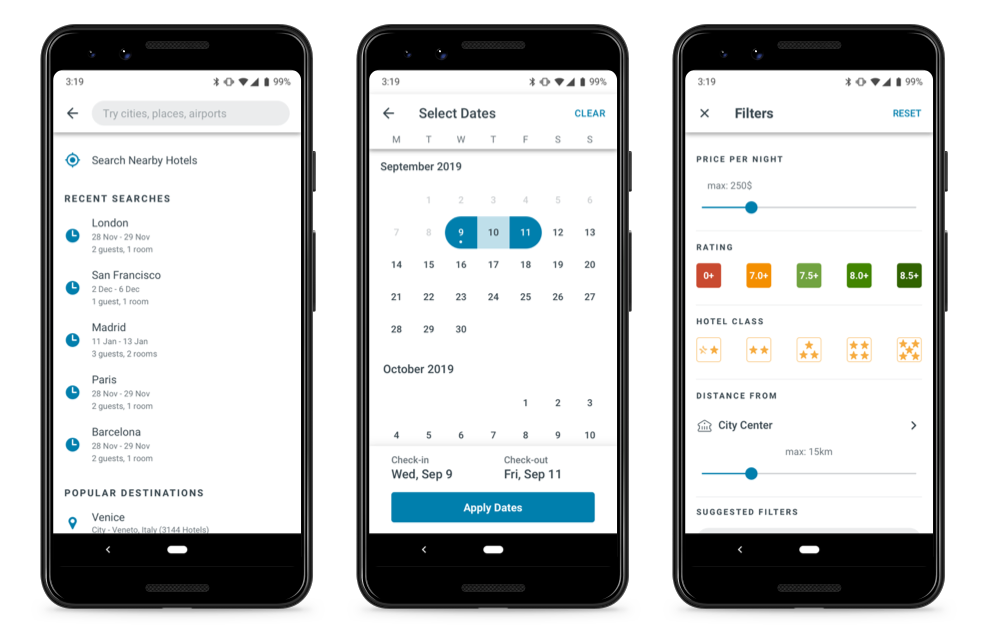 3:19
99%
Try cities, places, airports
Search Nearby Hotels
RECENT SEARCHES
London
28 Nov - 29 Nov
2 guests, 1 room
San Francisco
2 Dec - 6 Dec
1 guest, 1 room
Madrid
11 Jan - 13 Jan
3 guests, 2 rooms
Paris
28 Nov - 29 Nov
2 guests, 1 room
Barcelona
28 Nov - 29 Nov
2 guests, 1 room
POPULAR DESTINATIONS
Venice
City - Veneto, Italy (3144 Hotels)
3:19
99%
Select Dates
CLEAR
M T W T F S S
September 2019
1 2 3 4 5 6
7 8 9 10 11 12 13
14 15 16 17 18 19 20
21 22 23 24 25 26 27
28 29 30
October 2019
1 2 3
4 5 6 7 8 9 10
Check-in Check-out
Wed, Sep 9 Fri, Sep 11
Apply Dates
3:19
99%
Filters
RESET
PRICE PER NIGHT
max: 250$
RATING
0+ 7.0+ 7.5+ 8.0+ 8.5+
HOTEL CLASS
DISTANCE FROM
City Center
max: 15km
SUGGESTED FILTERS